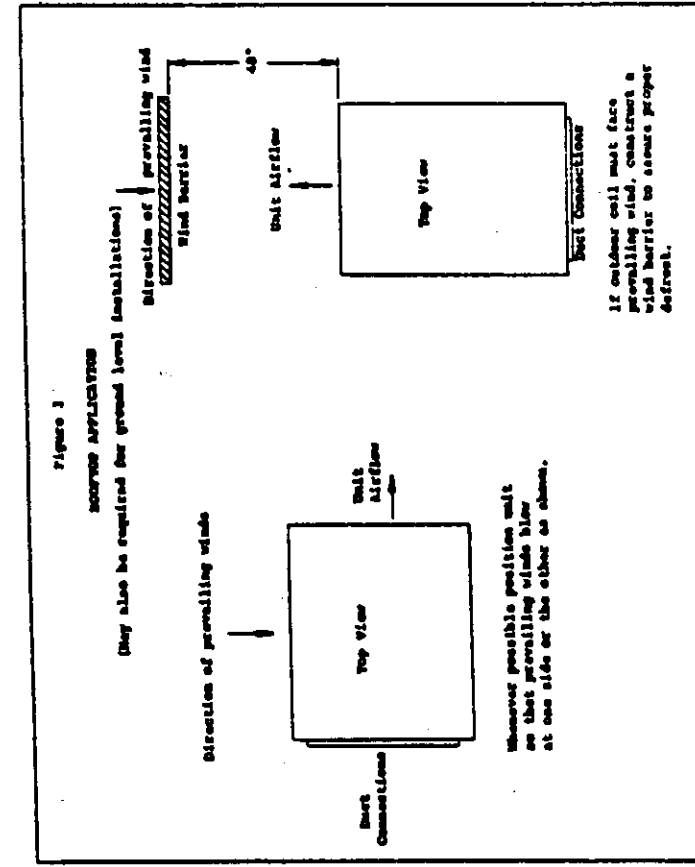 Figure 3
ROOFTOP APPLICATION
(May also be required for ground level installations)
Direction of prevailing winds
Top View
Unit
Airflow
Duct
Connections
Whenever possible position unit
so that prevailing winds blow
at one side or the other as shown.
Direction of prevailing wind
Wind Barrier
48"
Unit Airflow
Top View
Duct Connections
If outdoor coil must face
prevailing wind, construct a
wind barrier to assure proper
defrost.